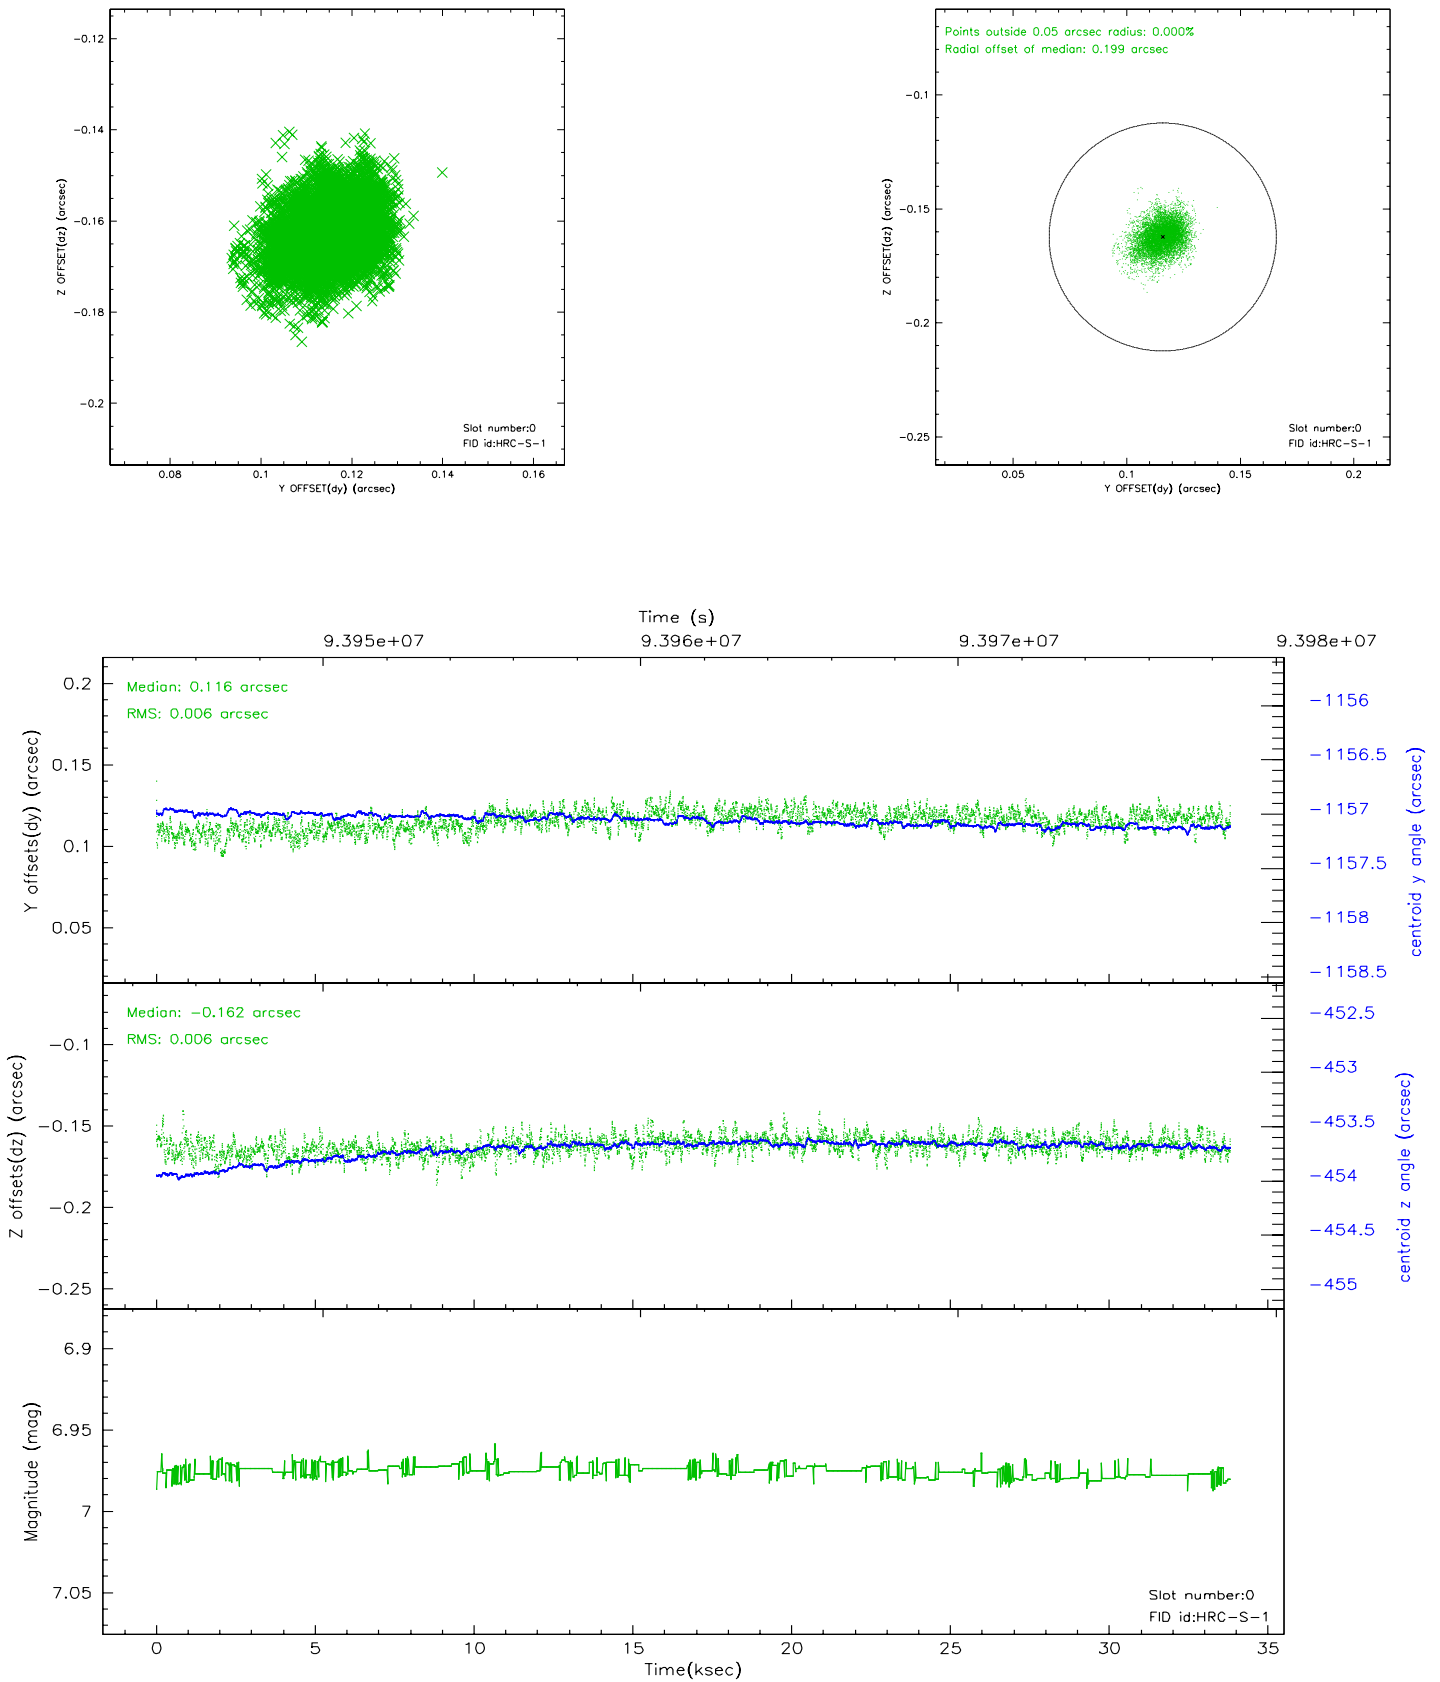 -0.12
-0.14
-0.16
-0.18
-0.2
Z OFFSET(dz) (arcsec)
Slot number:0
FID id:HRC-S-1
0.08 0.1 0.12 0.14 0.16
Y OFFSET(dy) (arcsec)
Points outside 0.05 arcsec radius: 0.000%
Radial offset of median: 0.199 arcsec
-0.1
-0.15
-0.2
-0.25
Z OFFSET(dz) (arcsec)
Slot number:0
FID id:HRC-S-1
0.05 0.1 0.15 0.2
Y OFFSET(dy) (arcsec)
Time (s)
9.395e+07 9.396e+07 9.397e+07 9.398e+07
Median: 0.116 arcsec
RMS: 0.006 arcsec
0.2
0.15
0.1
0.05
Y offsets(dy) (arcsec)
-1156
-1156.5
-1157
-1157.5
-1158
-1158.5
centroid y angle (arcsec)
Median: -0.162 arcsec
RMS: 0.006 arcsec
-0.1
-0.15
-0.2
-0.25
Z offsets(dz) (arcsec)
-452.5
-453
-453.5
-454
-454.5
-455
centroid z angle (arcsec)
6.9
6.95
7
7.05
Magnitude (mag)
Slot number:0
FID id:HRC-S-1
0 5 10 15 20 25 30 35
Time(ksec)